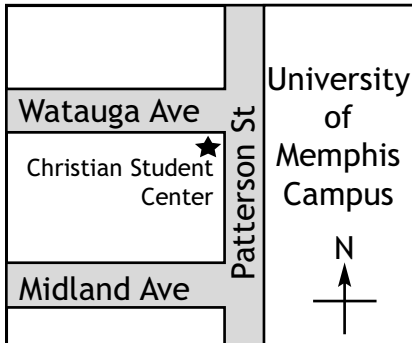 Watauga Ave
Christian Student
Center
Midland Ave
Patterson St
University
of
Memphis
Campus
N